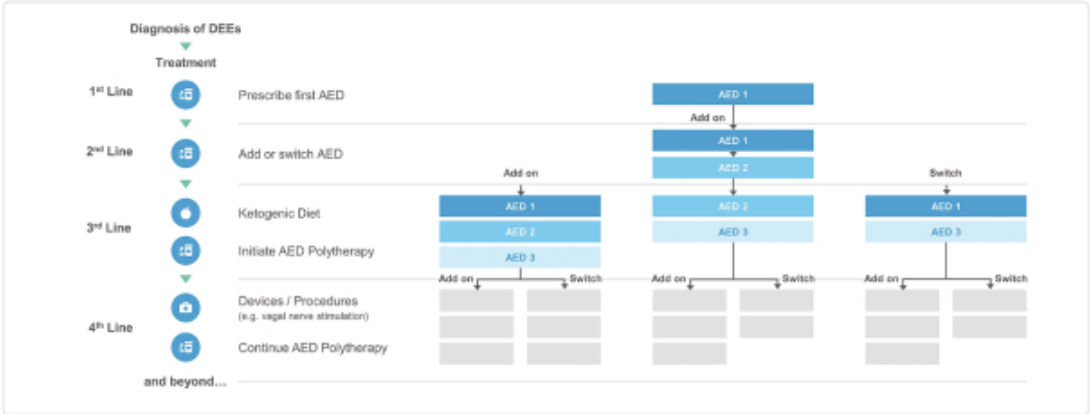 Diagnosis of DEEs
Treatment
1st Line
Prescribe first AED
AED 1
Add on
2nd Line
Add or switch AED
AED 1
AED 2
Add on
Switch
3rd Line
Ketogenic Diet
Initiate AED Polytherapy
AED 1
AED 2
AED 3
AED 2
AED 3
AED 1
AED 3
Add on
Switch
Add on
Switch
Add on
Switch
4th Line
Devices / Procedures
(e.g. vagal nerve stimulation)
Continue AED Polytherapy
and beyond...